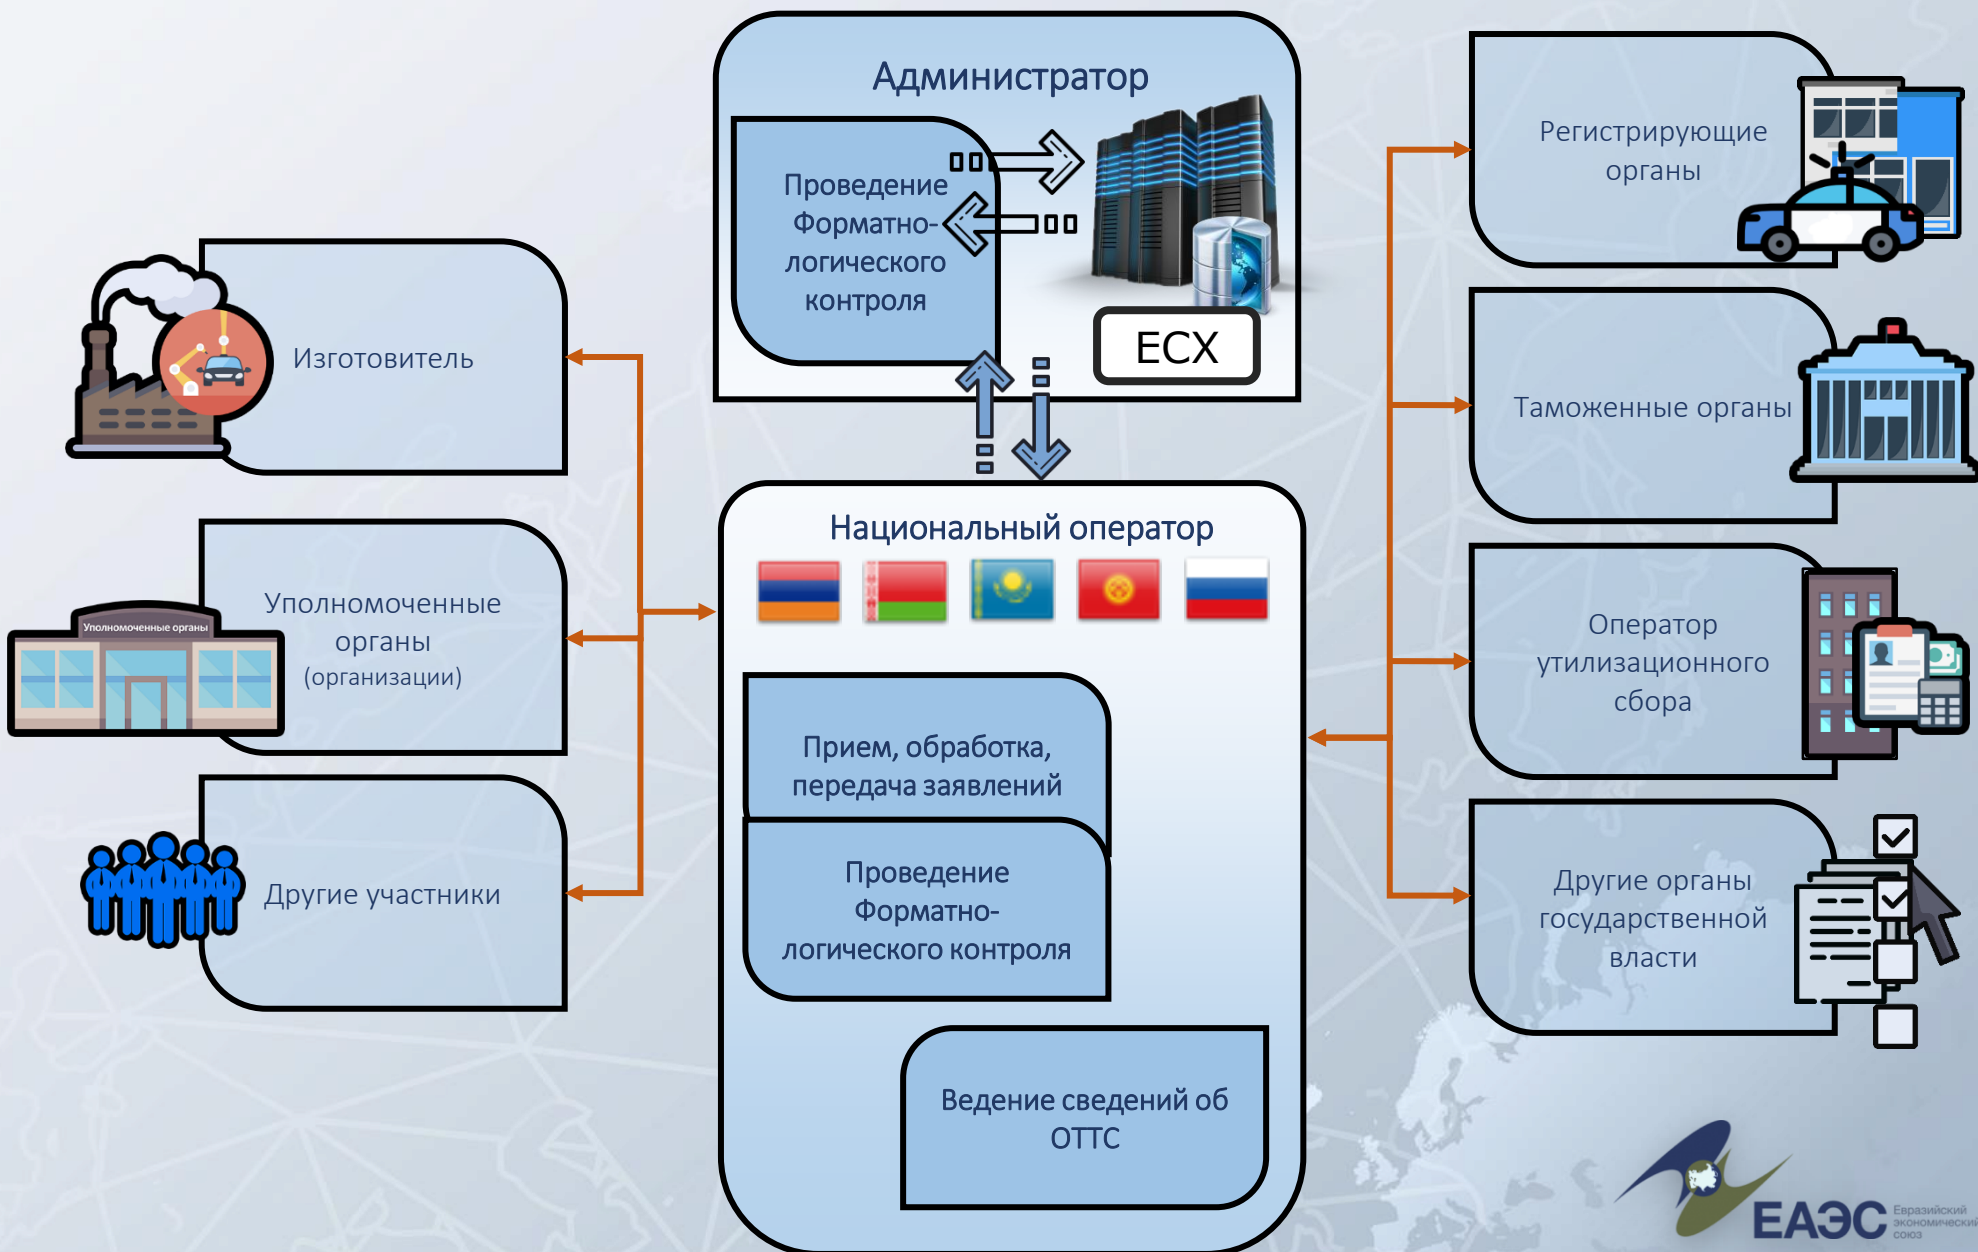 Администратор
Проведение
Форматно-
логического
контроля
ЕСХ
Изготовитель
Уполномоченные
органы
(организации)
Уполномоченные органы
Другие участники
Национальный оператор
Прием, обработка,
передача заявлений
Проведение
Форматно-
логического контроля
Ведение сведений об
ОТТС
Регистрирующие
органы
Таможенные органы
Оператор
утилизационного
сбора
Другие органы
государственной
власти
ЕАЭС
Евразийский
экономический
союз